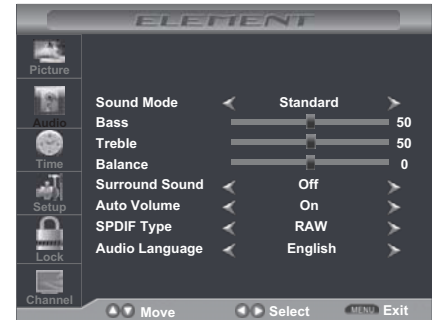 ELEMENT
Picture
Audio
Time
Setup
Lock
Channel
Sound Mode Standard
Bass 50
Treble 50
Balance 0
Surround Sound Off
Auto Volume On
SPDIF Type RAW
Audio Language English
Move Select MENU Exit